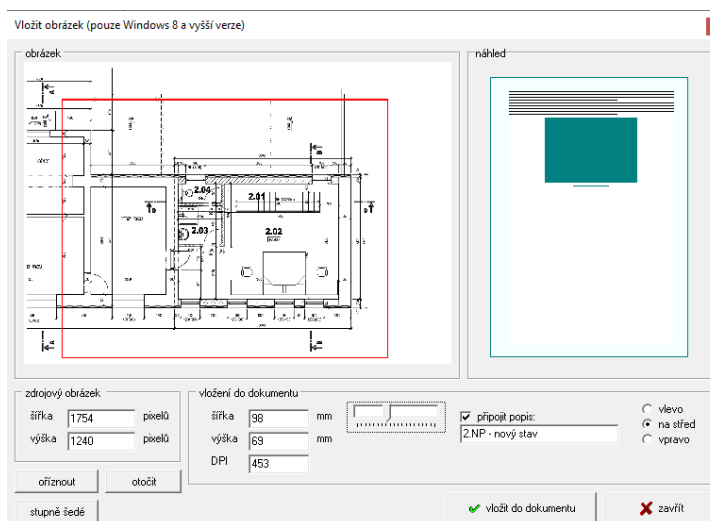 Vložit obrázek (pouze Windows 8 a vyšší verze)
obrázek
náhled
2.04
2.01
2.03
2.02
zdrojový obrázek
šířka 1754 pixelů
výška 1240 pixelů
vložení do dokumentu
šířka 98 mm
výška 69 mm
DPI 453
připojit popis:
2.NP - nový stav
vlevo
na střed
vpravo
oříznout
otočit
stupně šedé
vložit do dokumentu
zavřít